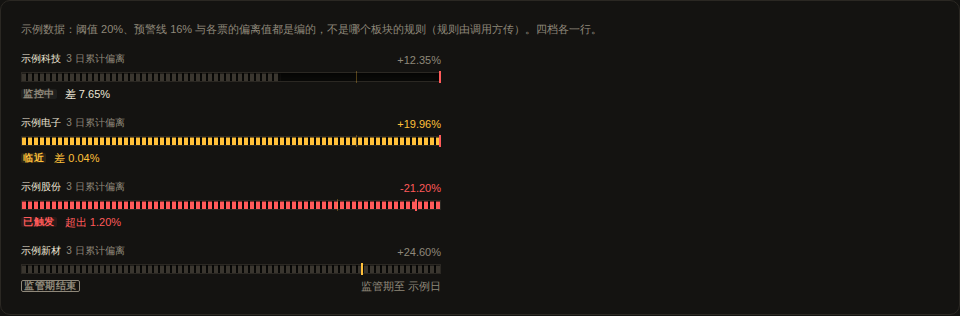 示例数据：阈值 20%、预警线 16% 与各票的偏离值都是编的，不是哪个板块的规则（规则由调用方传）。四档各一行。
示例科技 3 日累计偏离 +12.35%
监控中 差 7.65%
示例电子 3 日累计偏离 +19.96%
临近 差 0.04%
示例股份 3 日累计偏离 -21.20%
已触发 超出 1.20%
示例新材 3 日累计偏离 +24.60%
监管期结束 监管期至 示例日